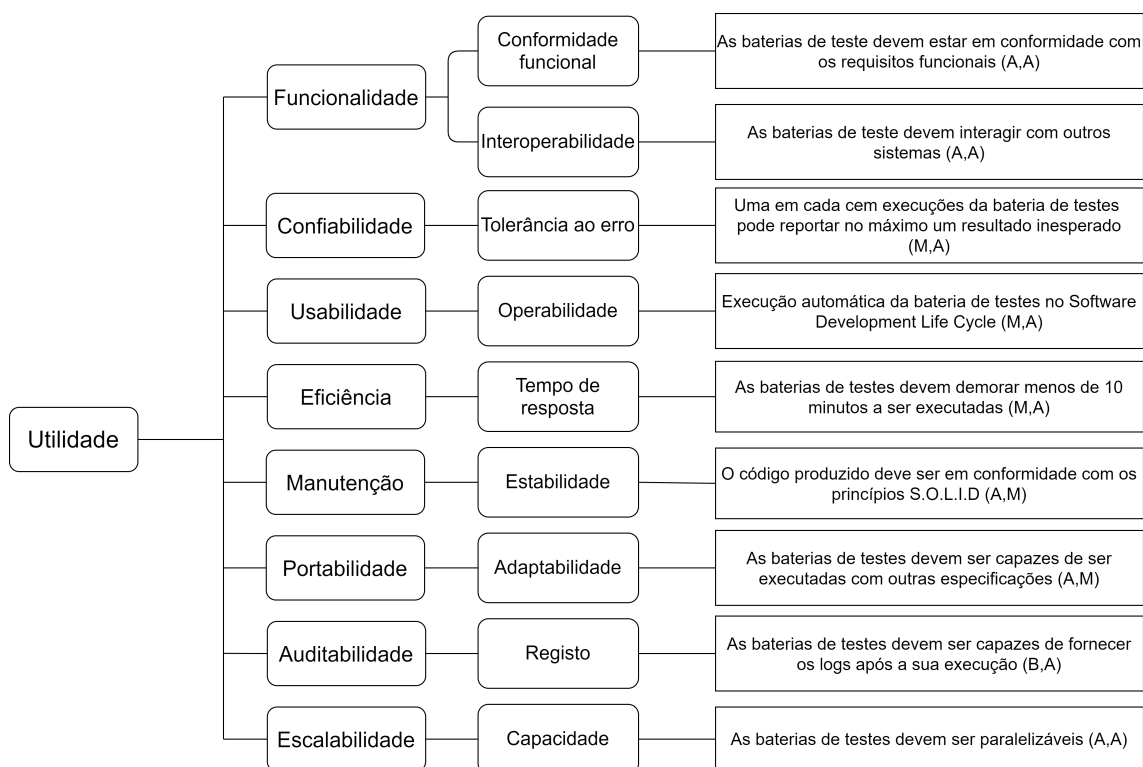 Utilidade
Funcionalidade
Conformidade
funcional
As baterias de teste devem estar em conformidade com
os requisitos funcionais (A,A)
Interoperabilidade
As baterias de teste devem interagir com outros
sistemas (A,A)
Confiabilidade
Tolerância ao erro
Uma em cada cem execuções da bateria de testes
pode reportar no máximo um resultado inesperado
(M,A)
Usabilidade
Operabilidade
Execução automática da bateria de testes no Software
Development Life Cycle (M,A)
Eficiência
Tempo de
resposta
As baterias de testes devem demorar menos de 10
minutos a ser executadas (M,A)
Manutenção
Estabilidade
O código produzido deve ser em conformidade com os
princípios S.O.L.I.D (A,M)
Portabilidade
Adaptabilidade
As baterias de testes devem ser capazes de ser
executadas com outras especificações (A,M)
Auditabilidade
Registo
As baterias de testes devem ser capazes de fornecer
os logs após a sua execução (B,A)
Escalabilidade
Capacidade
As baterias de testes devem ser paralelizáveis (A,A)